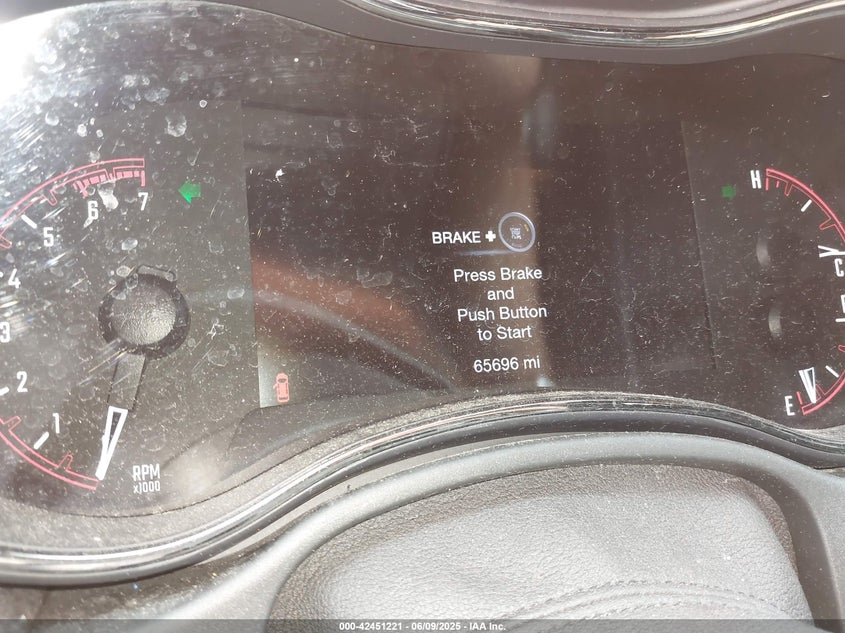 BRAKE +
Press Brake
and
Push Button
to Start
65696 mi
7
6
5
4
3
2
1
RPM
x1000
H
C
E
000-42451221 - 06/09/2025 - IAA Inc.